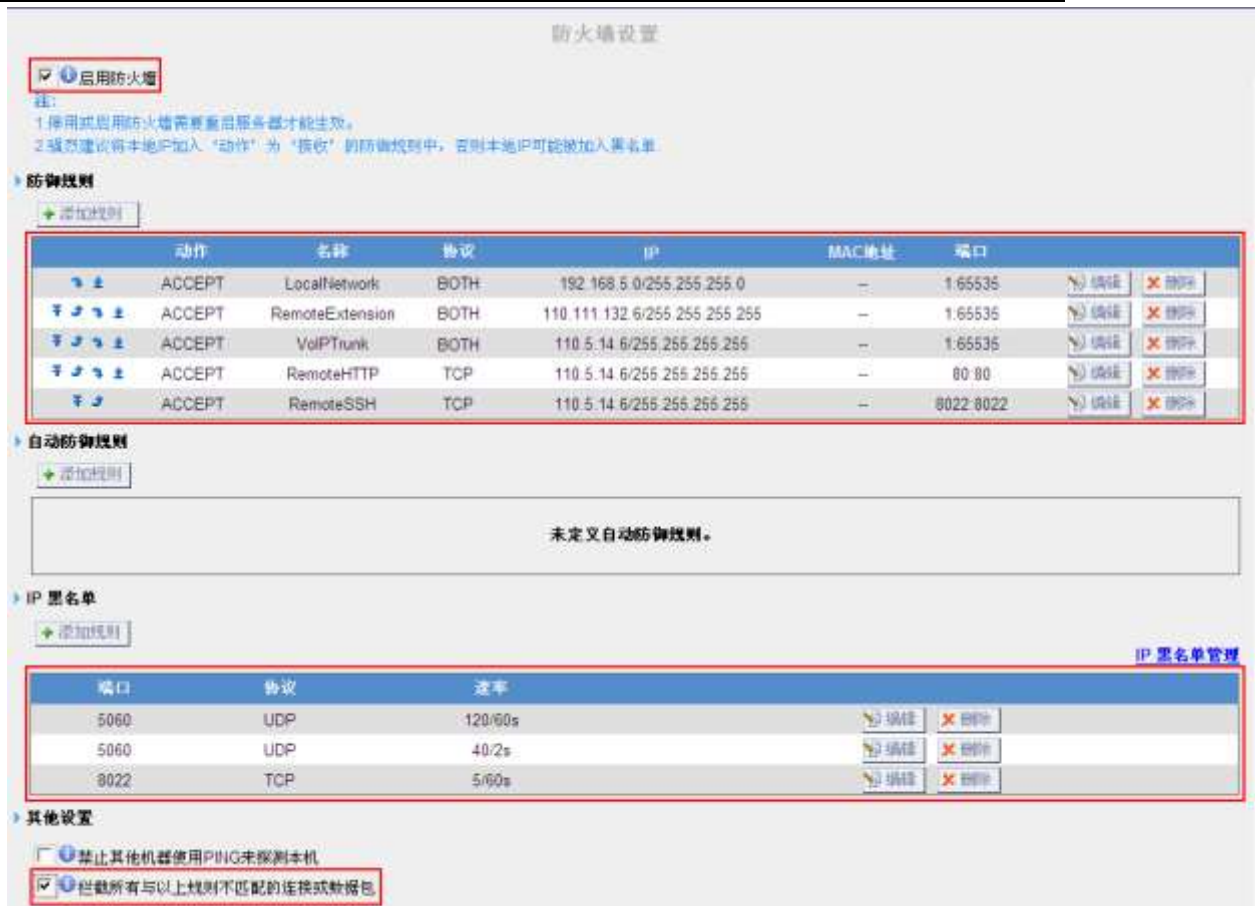 防火墙设置
启用防火墙
注:
1.停用或启用防火墙需要重启服务器才能生效。
2.强烈建议将本地IP加入“动作”为“接收”的防御规则中，否则本地IP可能被加入黑名单
防御规则
添加规则
动作 名称 协议 IP MAC地址 端口
ACCEPT LocalNetwork BOTH 192.168.5.0/255.255.255.0 -- 1:65535 编辑 删除
ACCEPT RemoteExtension BOTH 110.111.132.6/255.255.255.255 -- 1:65535 编辑 删除
ACCEPT VoIPTrunk BOTH 110.5.14.6/255.255.255.255 -- 1:65535 编辑 删除
ACCEPT RemoteHTTP TCP 110.5.14.6/255.255.255.255 -- 80:80 编辑 删除
ACCEPT RemoteSSH TCP 110.5.14.6/255.255.255.255 -- 8022:8022 编辑 删除
自动防御规则
添加规则
未定义自动防御规则。
IP 黑名单
添加规则
IP 黑名单管理
端口 协议 速率
5060 UDP 120/60s 编辑 删除
5060 UDP 40/2s 编辑 删除
8022 TCP 5/60s 编辑 删除
其他设置
禁止其他机器使用PING来探测本机
拦截所有与以上规则不匹配的连接或数据包